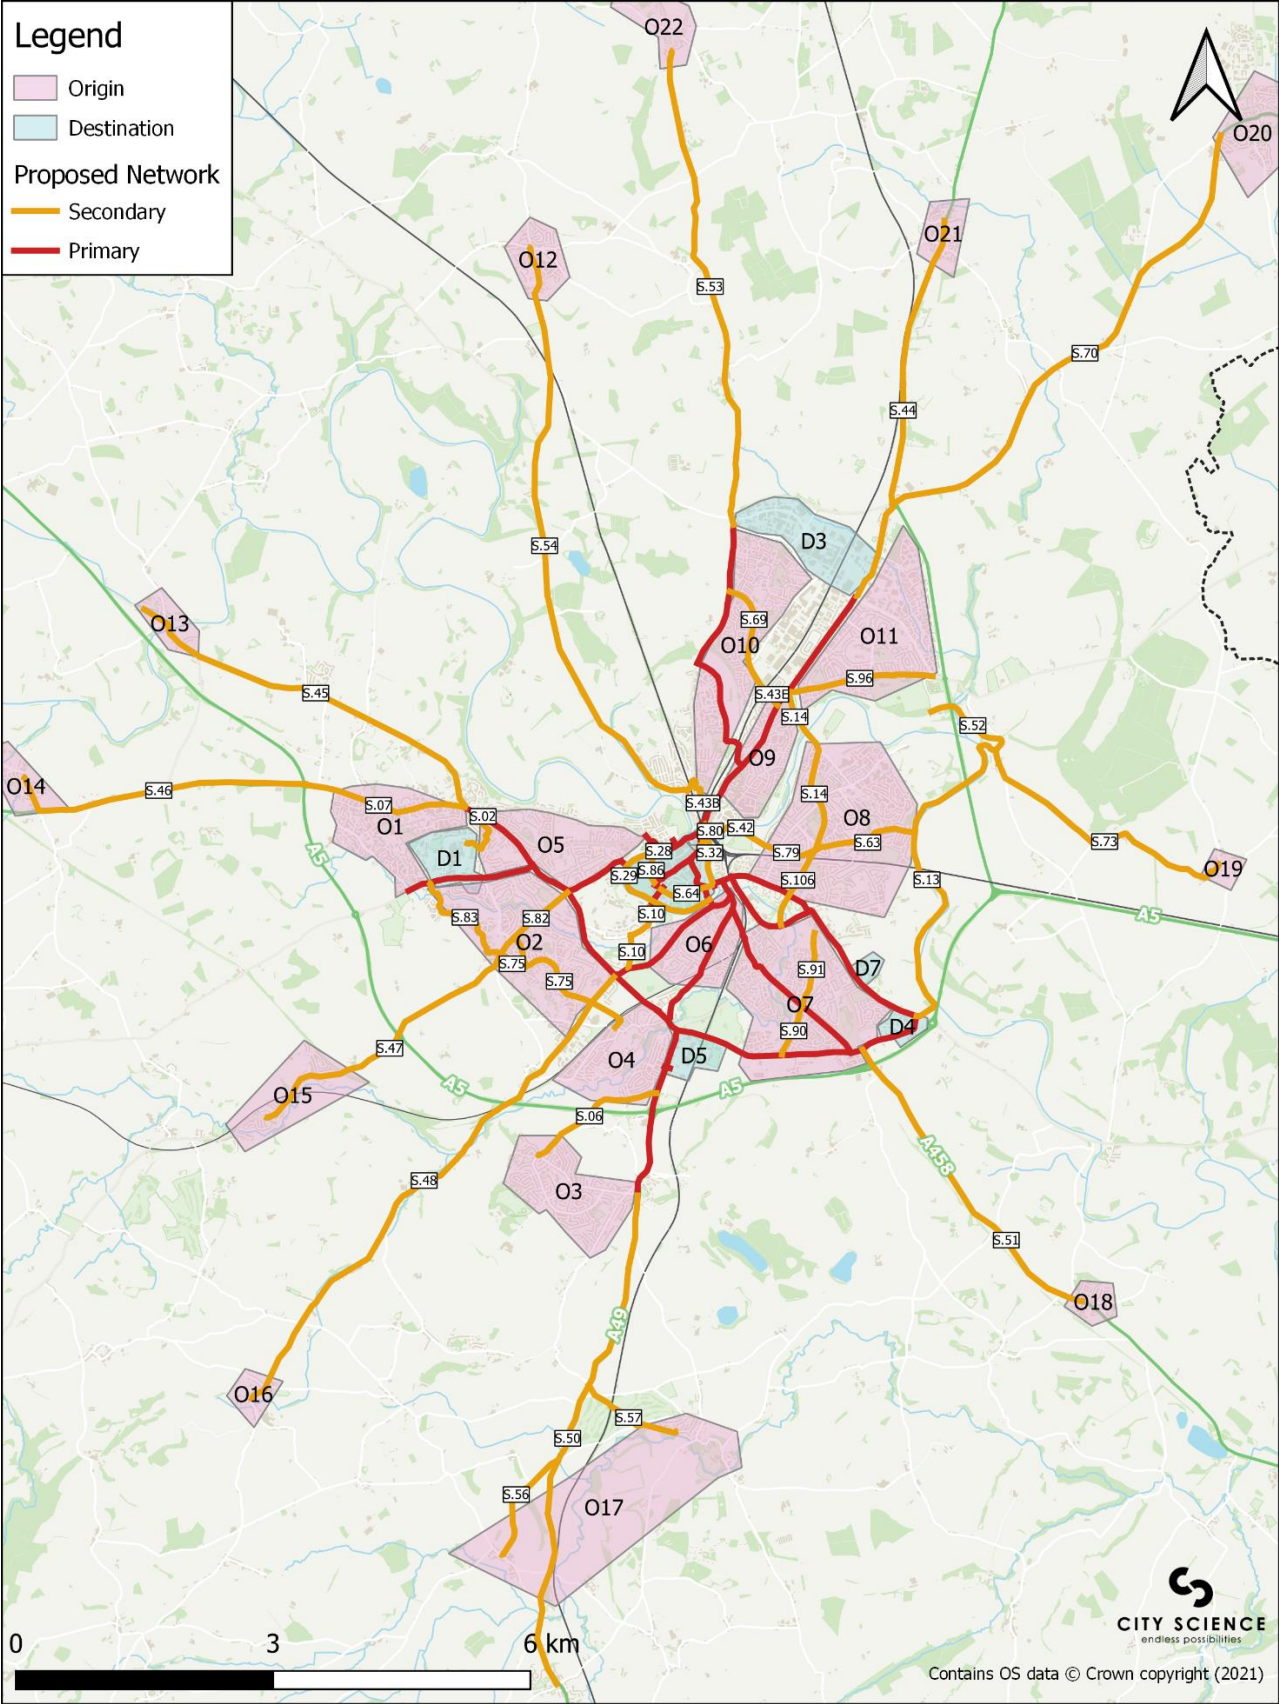 Legend
Origin
Destination
Proposed Network
Secondary
Primary
O22
O20
O21
O12
S.53
S.70
S.44
D3
S.54
O13
S.69
O10
O11
S.96
S.45
S.43E
S.14
S.52
O9
O14
S.46
S.07
S.43B
S.14
O1
S.02
S.80
S.42
O8
O5
S.28
S.32
S.79
S.63
S.73
D1
A5
S.29
S.86
S.106
S.13
O19
S.64
S.10
A5
S.83
S.82
O2
O6
S.10
S.75
S.91
D7
S.75
O7
D4
S.90
S.47
O4
D5
A5
A5
O15
S.06
A458
S.48
O3
S.51
O18
A49
O16
S.57
S.50
S.56
O17
CITY SCIENCE
endless possibilities
0 3 6 km
Contains OS data © Crown copyright (2021)